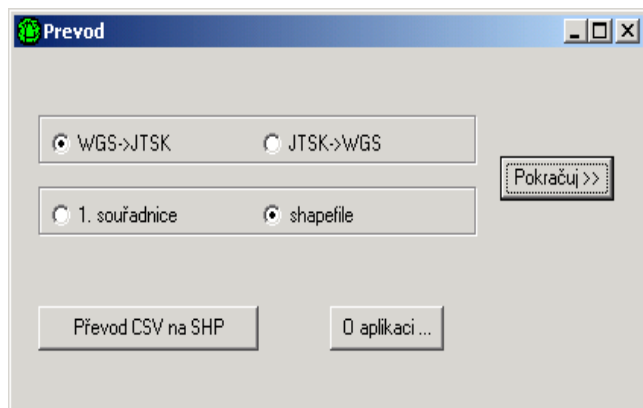 Prevod
WGS->JTSK JTSK->WGS
Pokračuj >>
1. souřadnice shapefile
Převod CSV na SHP O aplikaci ...